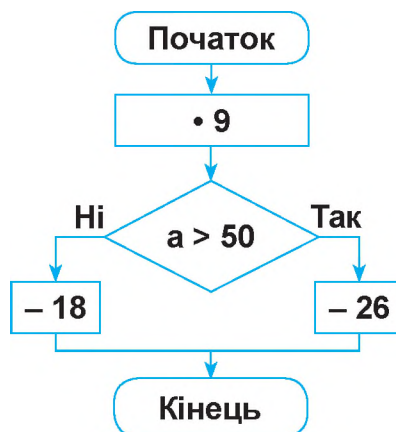 Початок
• 9
Ні
а > 50
Так
– 18
– 26
Кінець